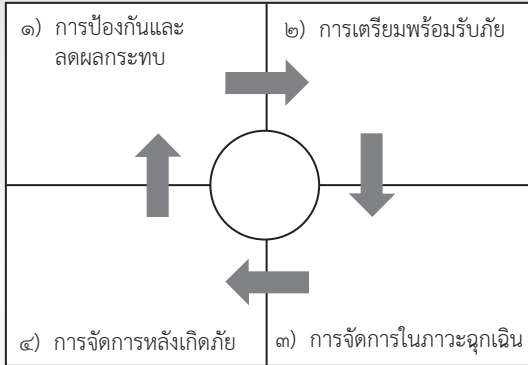 ๑) การป้องกันและ
ลดผลกระทบ
๒) การเตรียมพร้อมรับภัย
๓) การจัดการในภาวะฉุกเฉิน
๔) การจัดการหลังเกิดภัย